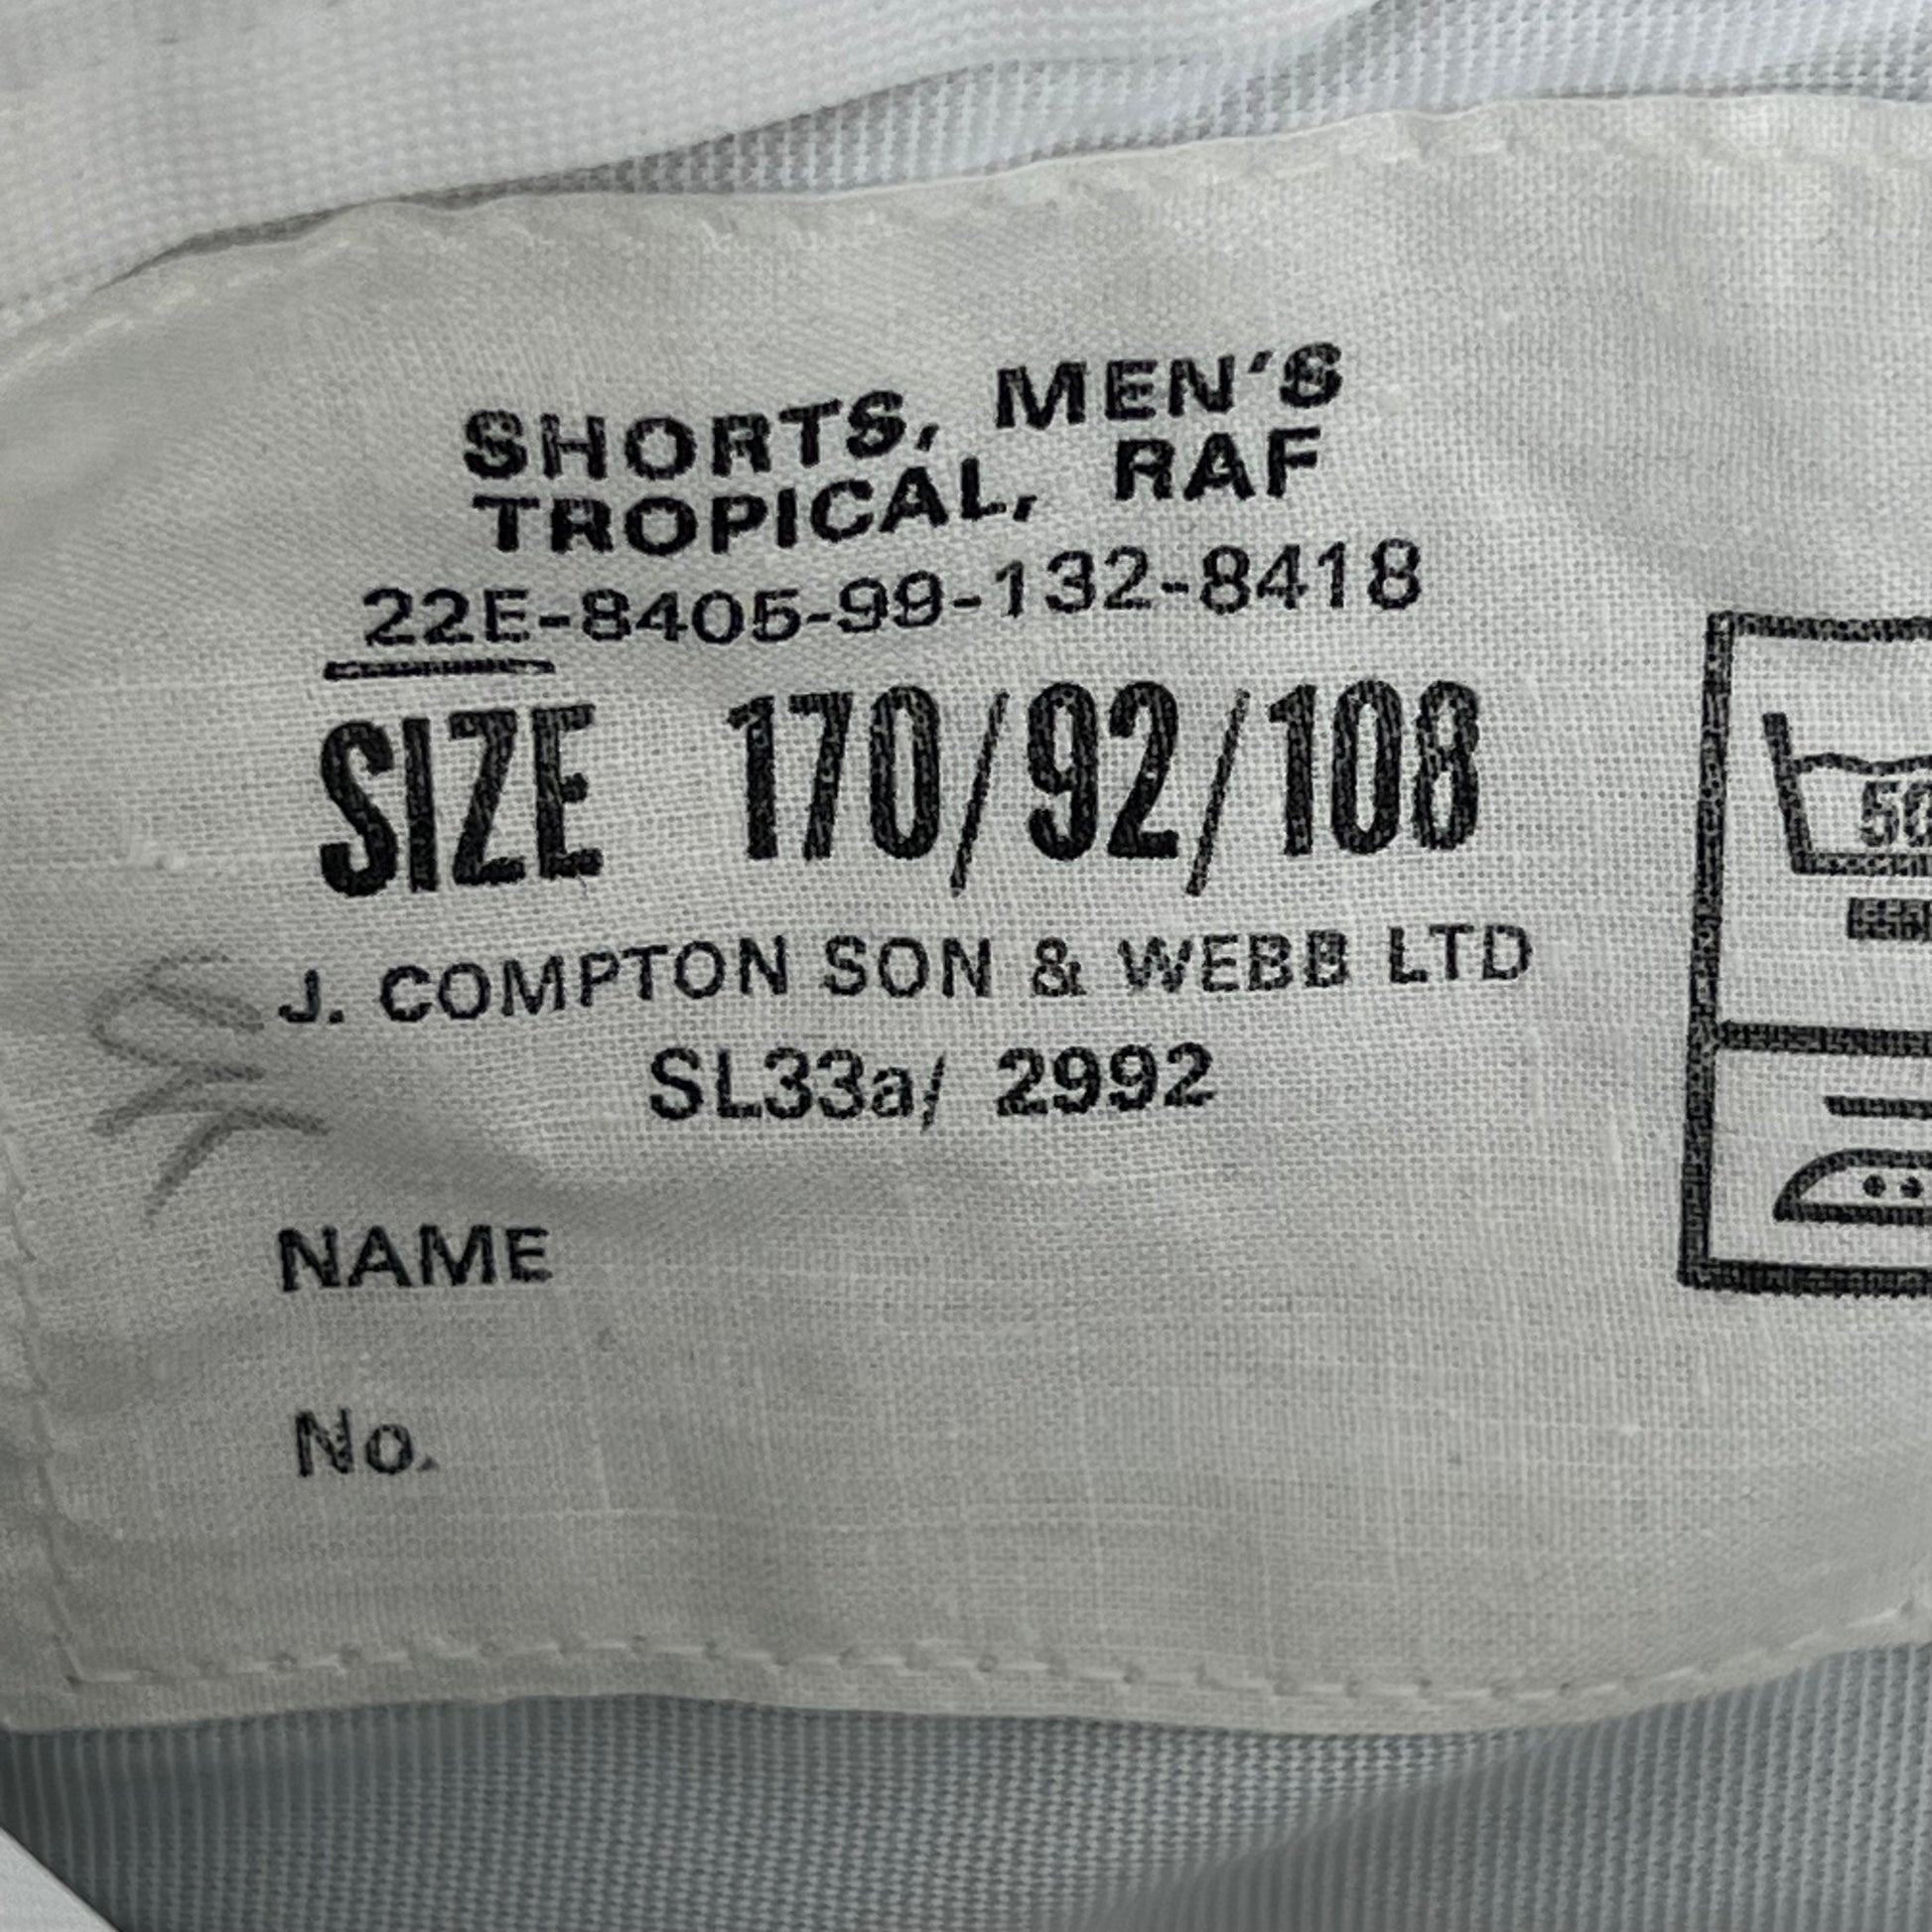 SHORTS, MEN'S
TROPICAL, RAF
22E-8405-99-132-8418
SIZE 170/92/108
J. COMPTON SON & WEBB LTD
SL33a/ 2992
NAME
No.
50